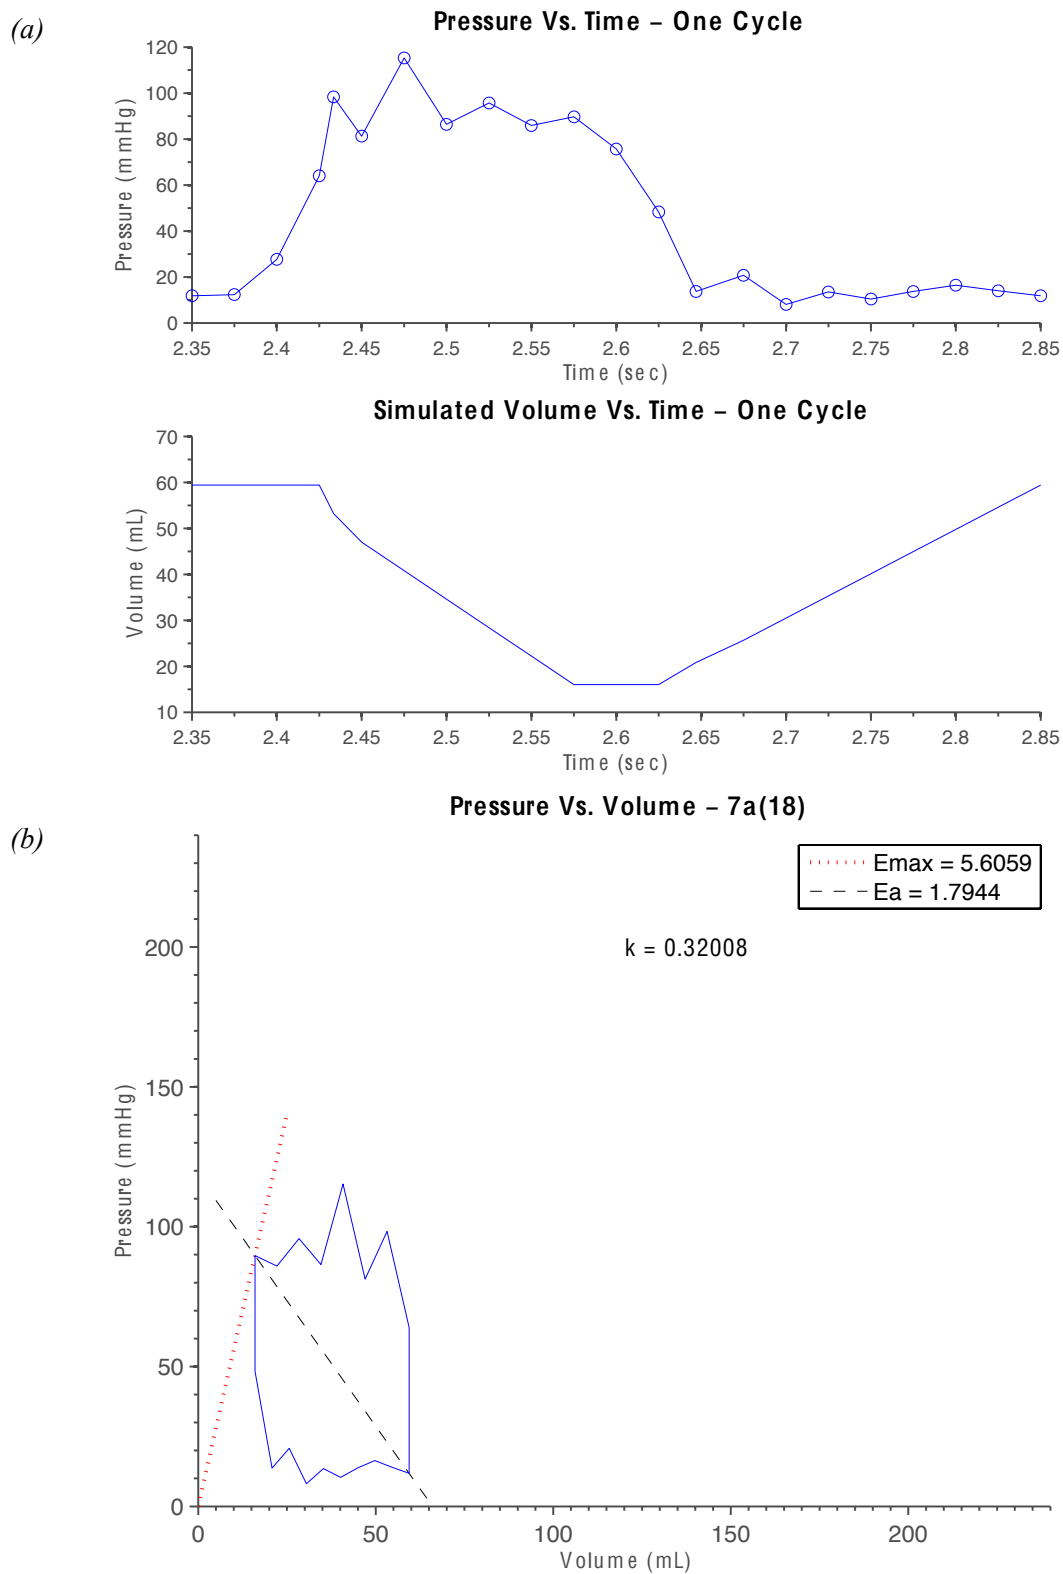 (a)
Pressure Vs. Time – One Cycle
Pressure (mmHg)
120
100
80
60
40
20
0
2.35 2.4 2.45 2.5 2.55 2.6 2.65 2.7 2.75 2.8 2.85
Time (sec)
Simulated Volume Vs. Time – One Cycle
Volume (mL)
70
60
50
40
30
20
10
2.35 2.4 2.45 2.5 2.55 2.6 2.65 2.7 2.75 2.8 2.85
Time (sec)
(b)
Pressure Vs. Volume – 7a(18)
Emax = 5.6059
Ea = 1.7944
k = 0.32008
Pressure (mmHg)
200
150
100
50
0
0 50 100 150 200
Volume (mL)